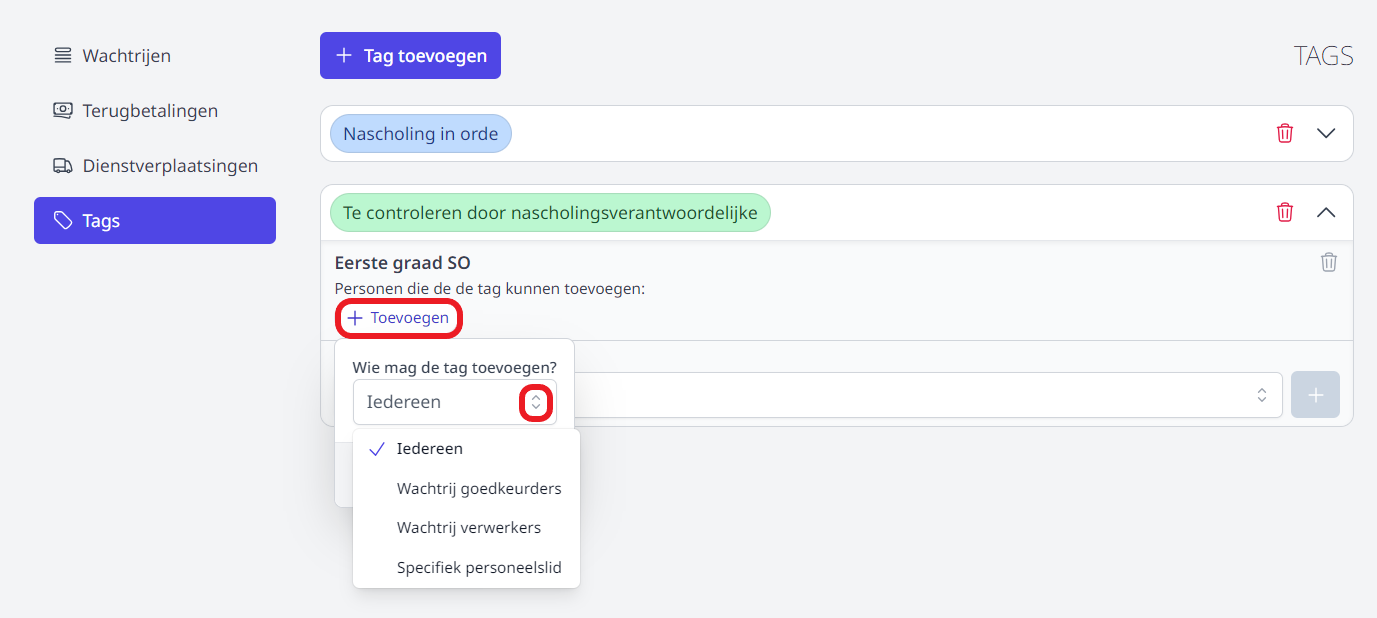 Wachtrijen
Terugbetalingen
Dienstverplaatsingen
Tags
Tag toevoegen
TAGS
Nascholing in orde
Te controleren door nascholingsverantwoordelijke
Eerste graad SO
Personen die de de tag kunnen toevoegen:
Toevoegen
Wie mag de tag toevoegen?
Iedereen
Iedereen
Wachtrij goedkeurders
Wachtrij verwerkers
Specifiek personeelslid